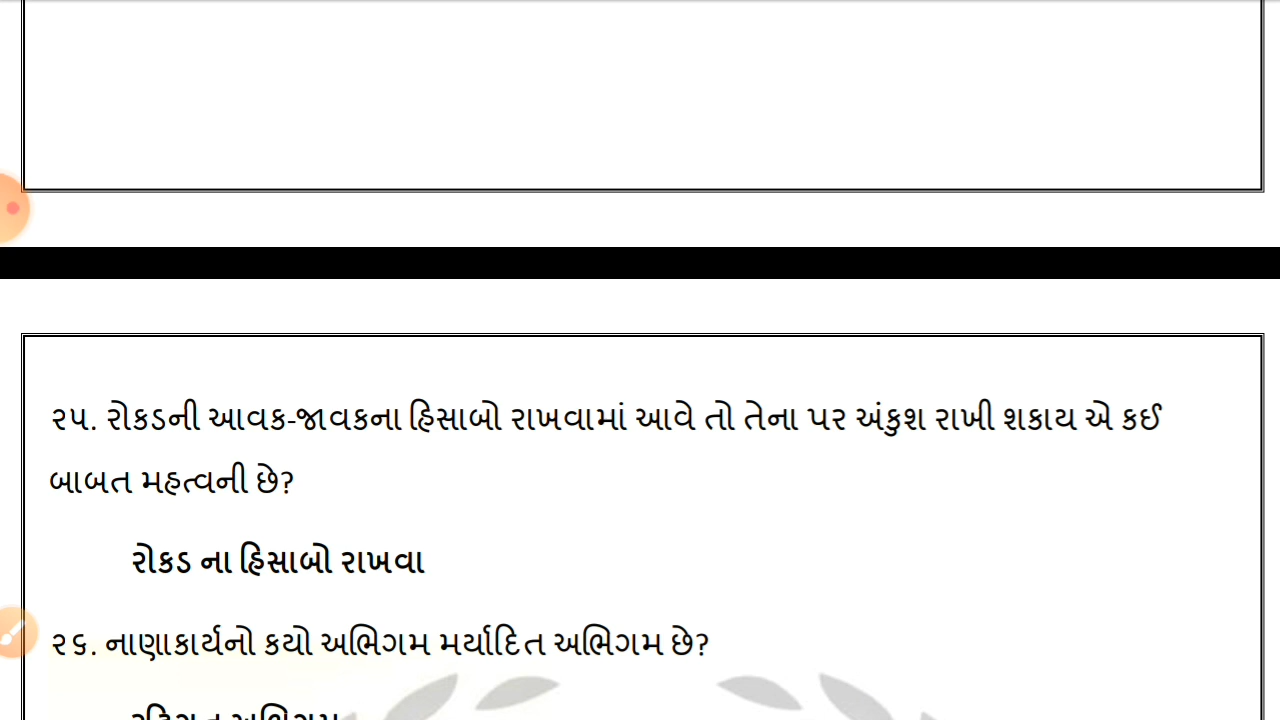 ૨૫. રોકડની આવક-જાવકના હિસાબો રાખવામાં આવે તો તેના પર અંકુશ રાખી શકાય એ કઈ
બાબત મહત્વની છે?
રોકડ ના હિસાબો રાખવા
૨૬. નાણાકાર્યનો કયો અભિગમ મર્યાદિત અભિગમ છે?